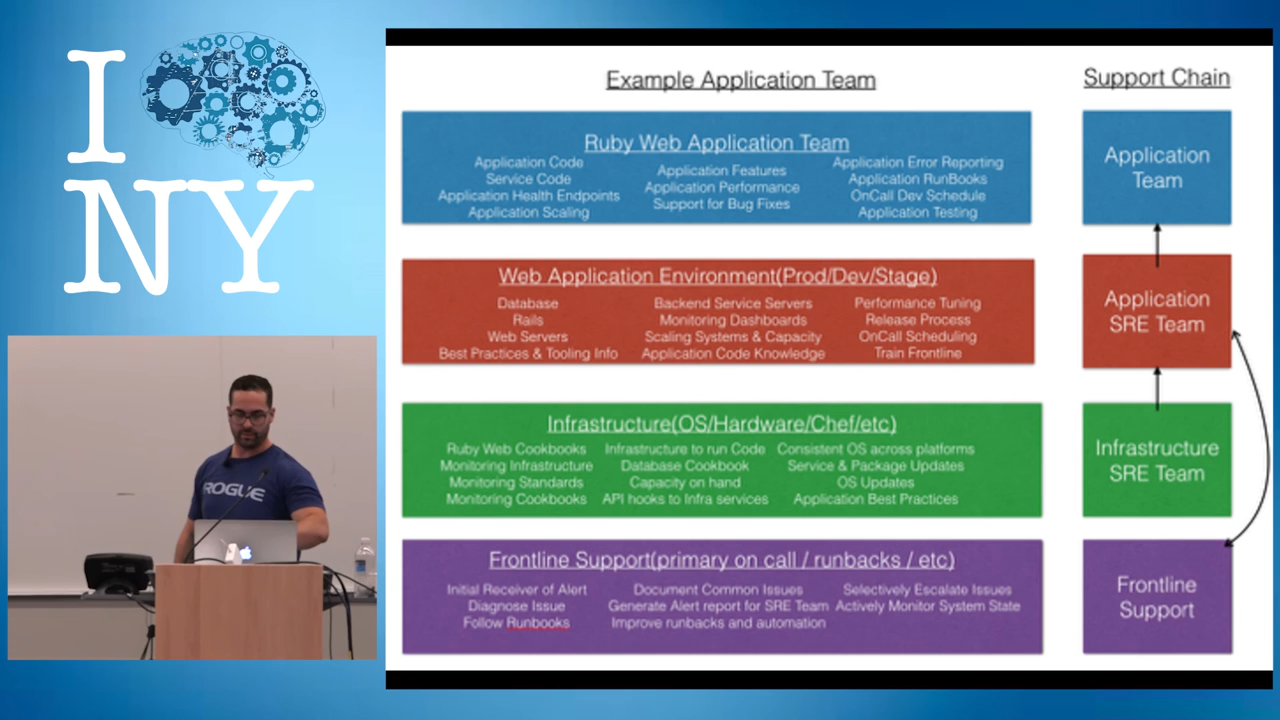 I
NY
ROGUE
Example Application Team
Support Chain
Ruby Web Application Team
Application Code
Service Code
Application Health Endpoints
Application Scaling
Application Features
Application Performance
Support for Bug Fixes
Application Error Reporting
Application RunBooks
OnCall Dev Schedule
Application Testing
Application
Team
Web Application Environment(Prod/Dev/Stage)
Database
Rails
Web Servers
Best Practices & Tooling Info
Backend Service Servers
Monitoring Dashboards
Scaling Systems & Capacity
Application Code Knowledge
Performance Tuning
Release Process
OnCall Scheduling
Train Frontline
Application
SRE Team
Infrastructure(OS/Hardware/Chef/etc)
Ruby Web Cookbooks
Monitoring Infrastructure
Monitoring Standards
Monitoring Cookbooks
Infrastructure to run Code
Database Cookbook
Capacity on hand
API hooks to Infra services
Consistent OS across platforms
Service & Package Updates
OS Updates
Application Best Practices
Infrastructure
SRE Team
Frontline Support(primary on call / runbacks / etc)
Initial Receiver of Alert
Diagnose Issue
Follow Runbooks
Document Common Issues
Generate Alert report for SRE Team
Improve runbacks and automation
Selectively Escalate Issues
Actively Monitor System State
Frontline
Support